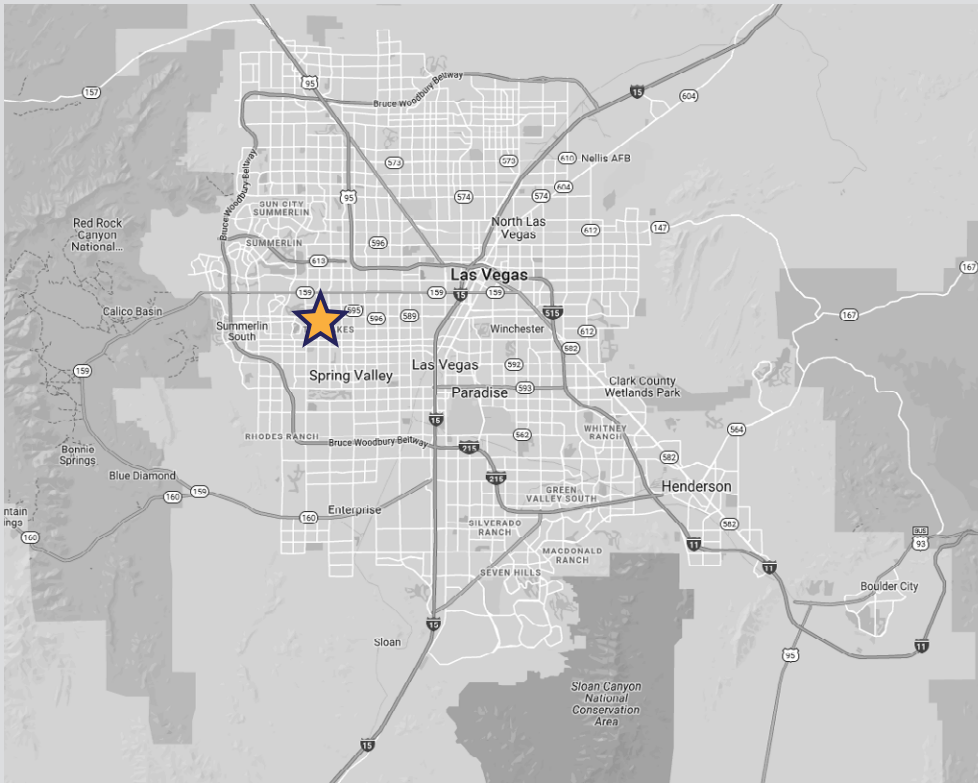 95
Bruce Woodbury Beltway
157
15
604
573
573
610
Nellis AFB
Bruce Woodbury Beltway
95
574
574
604
SUN CITY
SUMMERLIN
Red Rock
Canyon
National...
North Las
Vegas
147
612
SUMMERLIN
596
613
Las Vegas
167
159
159
15
159
Calico Basin
595
596
589
515
167
Summerlin
South
KES
Winchester
612
582
Las Vegas
592
159
Spring Valley
Paradise
593
Clark County
Wetlands Park
15
562
WHITNEY
RANCH
564
RHODES RANCH
Bruce Woodbury Beltway
215
Bonnie
Springs
582
Blue Diamond
215
160
159
GREEN
VALLEY SOUTH
Henderson
ntain
ings
160
Enterprise
160
SILVERADO
RANCH
582
BUS
93
11
MACDONALD
RANCH
11
SEVEN HILLS
Boulder City
15
Sloan
11
95
Sloan Canyon
National
Conservation
Area
15